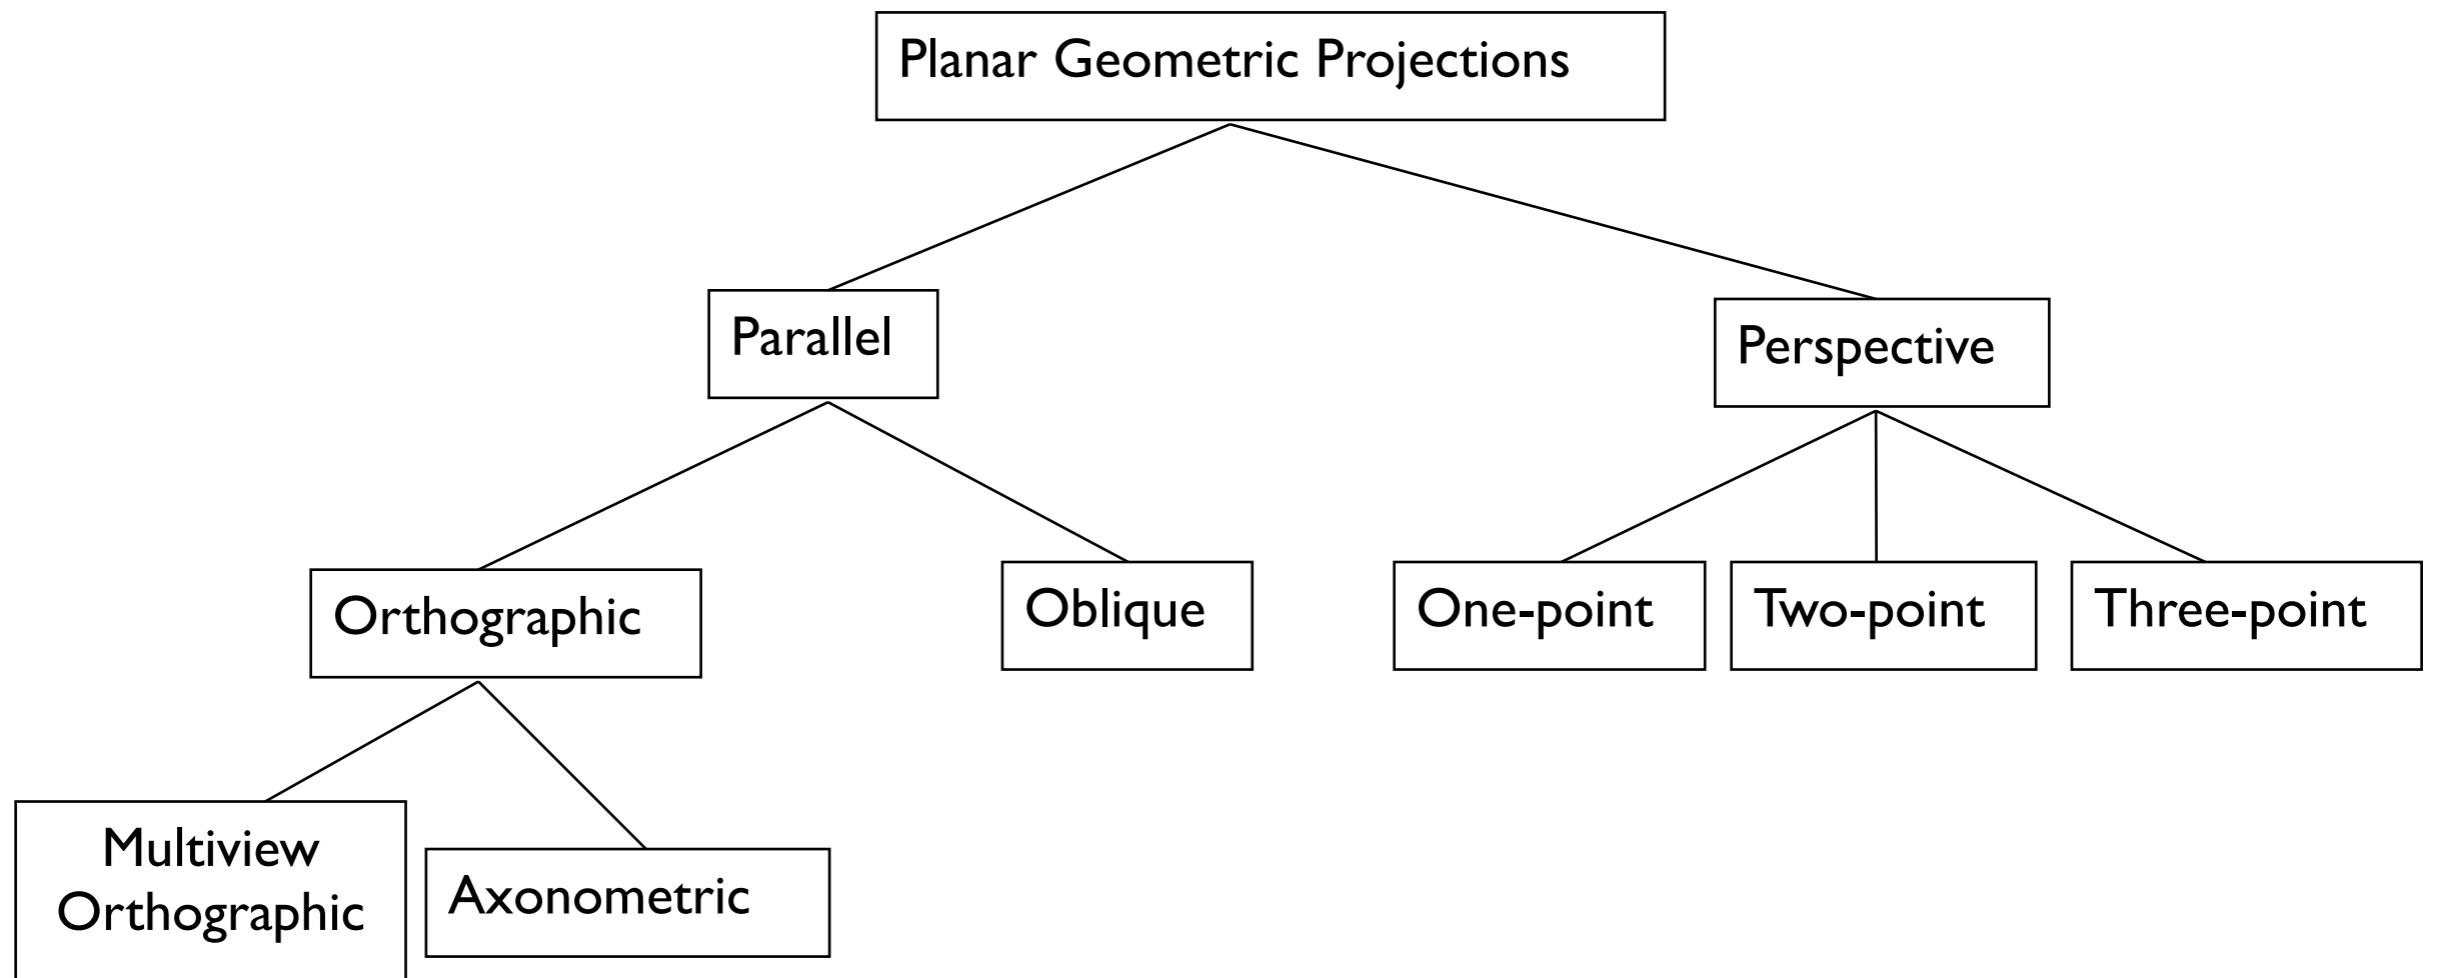 Planar Geometric Projections
Parallel
Perspective
Orthographic
Oblique
One-point
Two-point
Three-point
Multiview
Orthographic
Axonometric